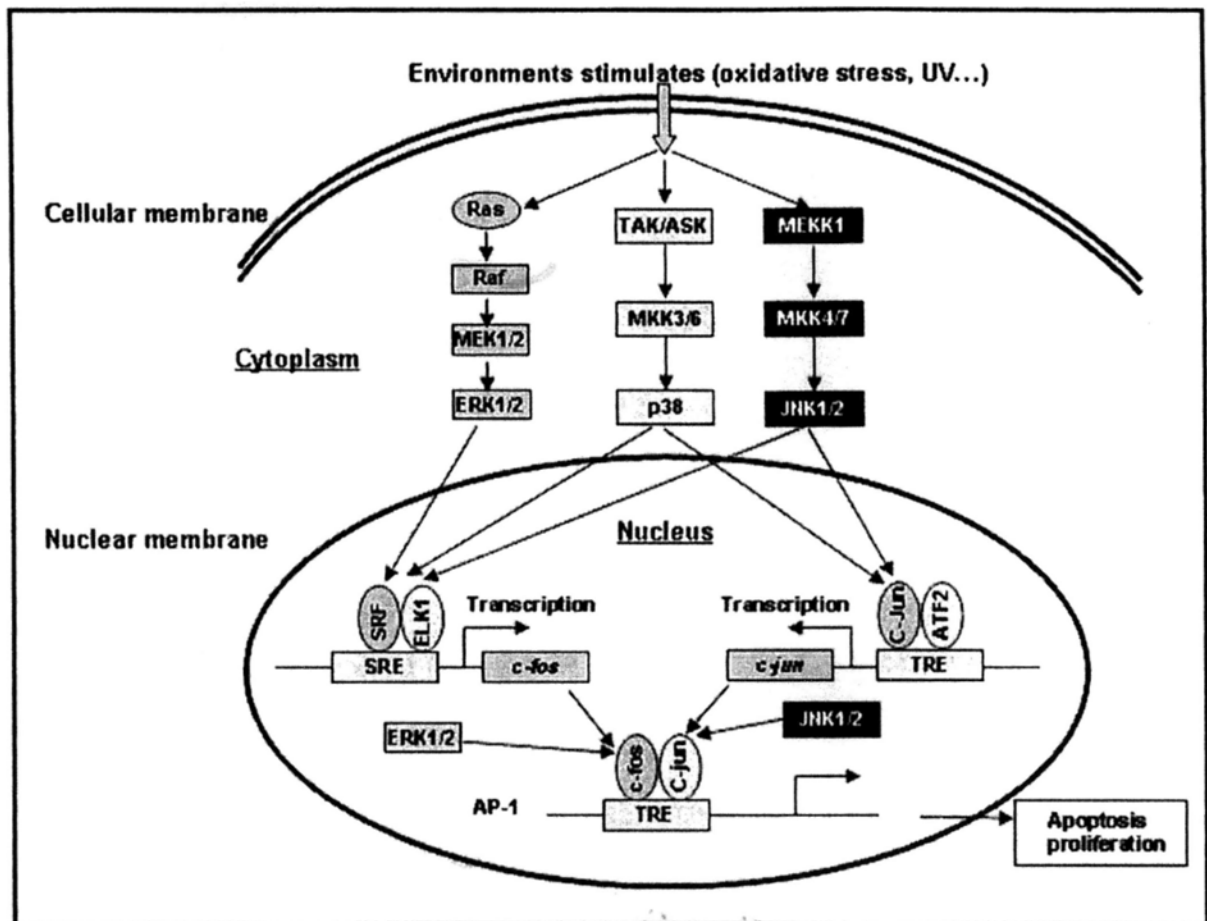 Environments stimulates (oxidative stress, UV...)
Cellular membrane
Ras
TAK/ASK
MEKK1
Raf
MEK1/2
MKK3/6
MKK4/7
Cytoplasm
ERK1/2
p38
JNK1/2
Nuclear membrane
Nucleus
SRF
ELK1
Transcription
Transcription
C-Jun
ATF2
SRE
c-fos
c-jun
TRE
ERK1/2
JNK1/2
c-fos
C-jun
AP-1
TRE
Apoptosis
proliferation